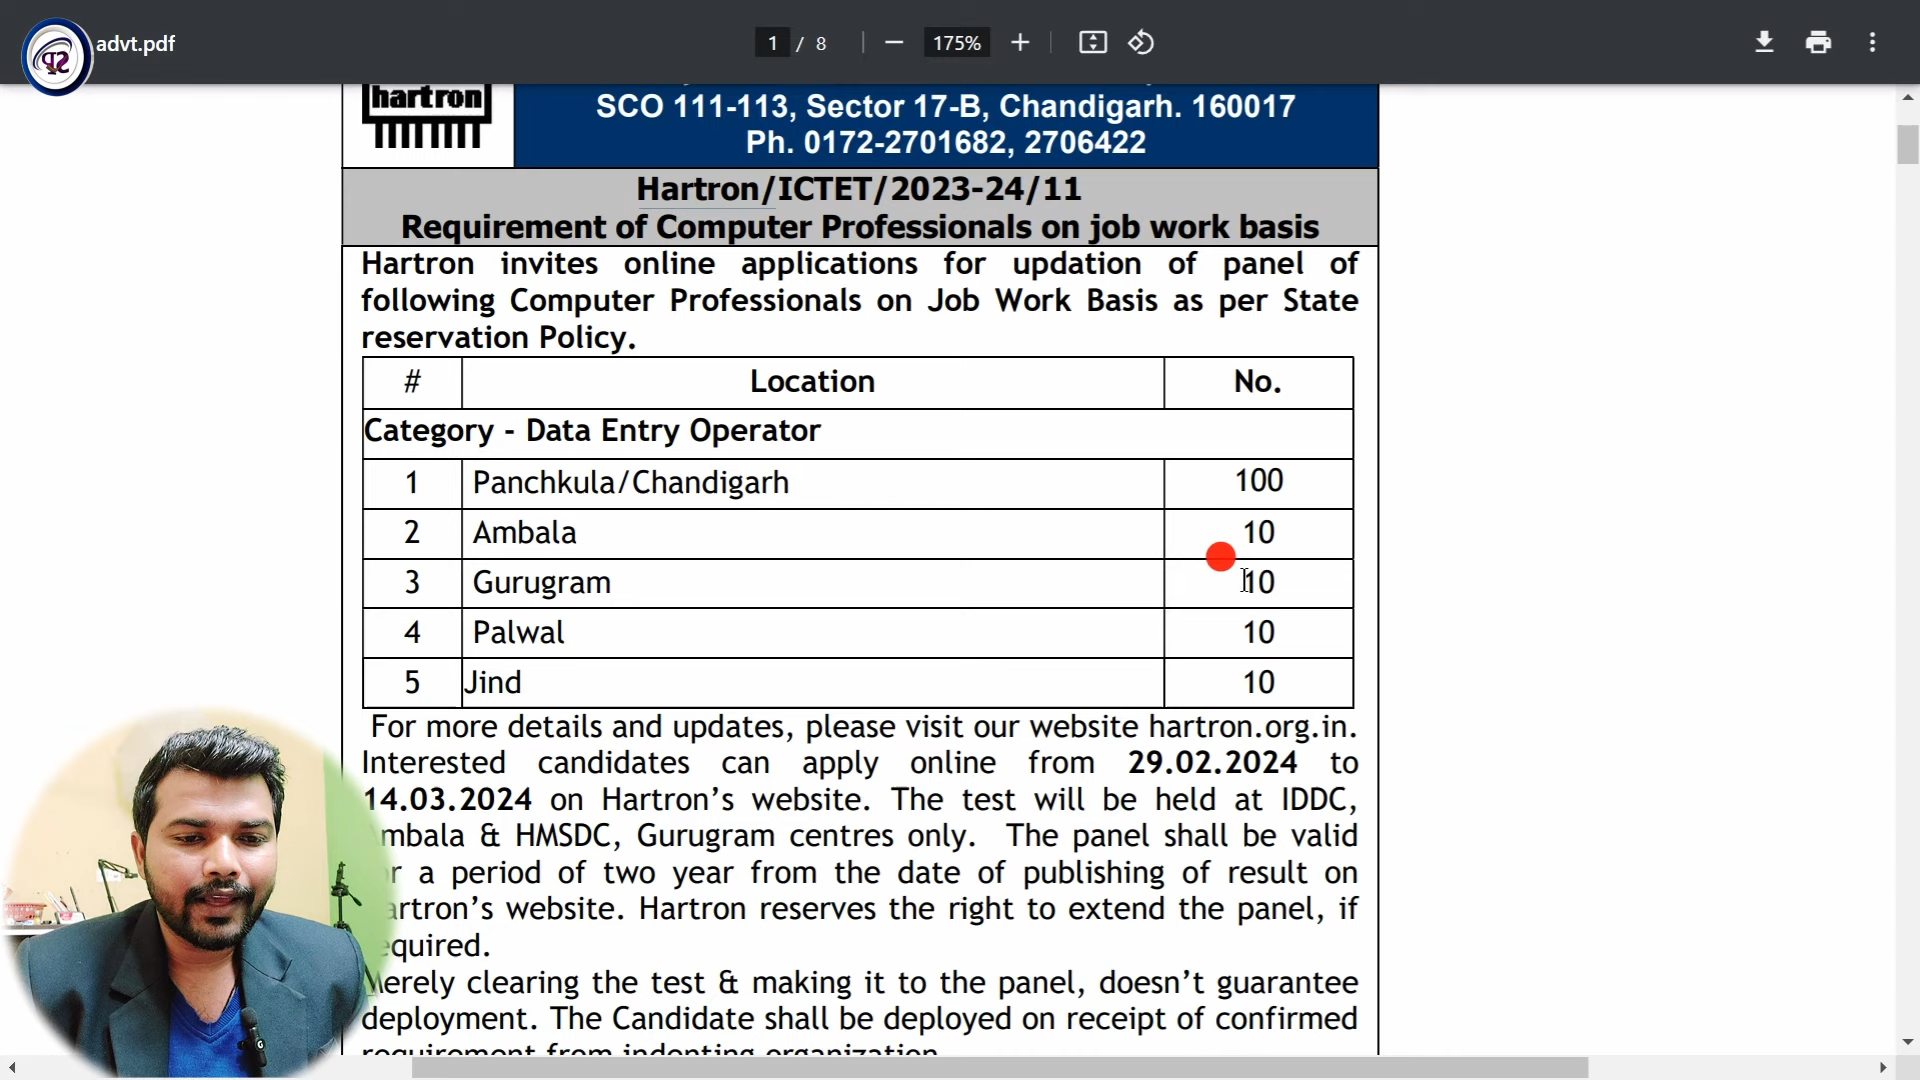 advt.pdf
1 / 8
175%
hartron
SCO 111-113, Sector 17-B, Chandigarh. 160017
Ph. 0172-2701682, 2706422
Hartron/ICTET/2023-24/11
Requirement of Computer Professionals on job work basis
Hartron invites online applications for updation of panel of
following Computer Professionals on Job Work Basis as per State
reservation Policy.
# Location No.
Category - Data Entry Operator
1 Panchkula/Chandigarh 100
2 Ambala 10
3 Gurugram 10
4 Palwal 10
5 Jind 10
For more details and updates, please visit our website hartron.org.in.
Interested candidates can apply online from 29.02.2024 to
14.03.2024 on Hartron's website. The test will be held at IDDC,
mbala & HMSDC, Gurugram centres only. The panel shall be valid
r a period of two year from the date of publishing of result on
artron's website. Hartron reserves the right to extend the panel, if
equired.
Merely clearing the test & making it to the panel, doesn't guarantee
deployment. The Candidate shall be deployed on receipt of confirmed
requirement from indenting organization